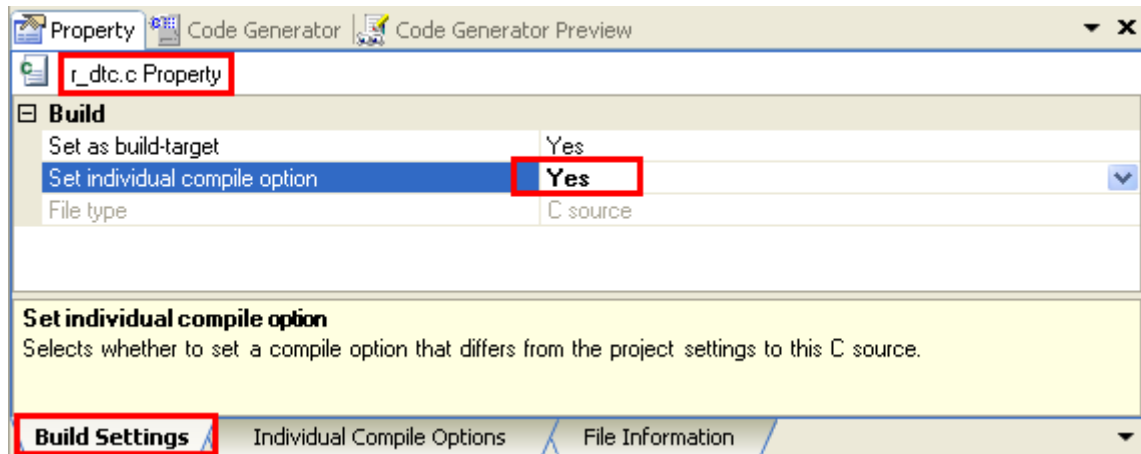 Property Code Generator Code Generator Preview
r_dtc.c Property
Build
Set as build-target Yes
Set individual compile option Yes
File type C source
Set individual compile option
Selects whether to set a compile option that differs from the project settings to this C source.
Build Settings Individual Compile Options File Information